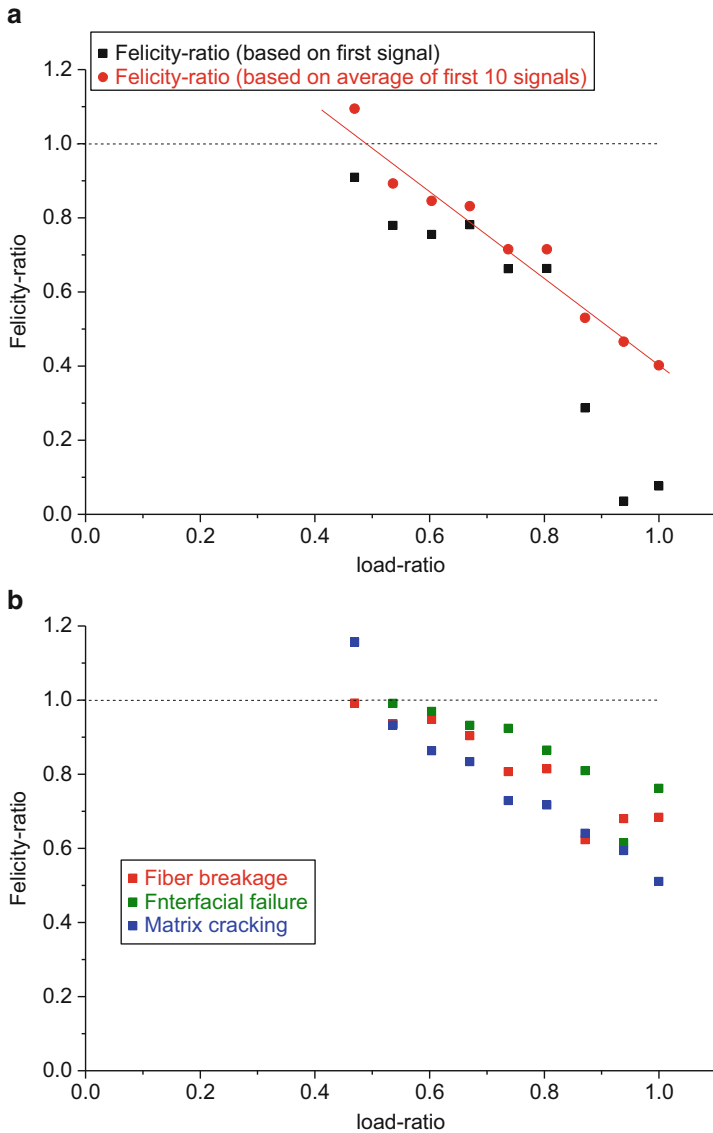 a
Felicity-ratio (based on first signal)
Felicity-ratio (based on average of first 10 signals)
1.2
1.0
0.8
0.6
0.4
0.2
0.0
Felicity-ratio
0.0 0.2 0.4 0.6 0.8 1.0
load-ratio
b
1.2
1.0
0.8
0.6
0.4
0.2
0.0
Felicity-ratio
Fiber breakage
Fnterfacial failure
Matrix cracking
0.0 0.2 0.4 0.6 0.8 1.0
load-ratio